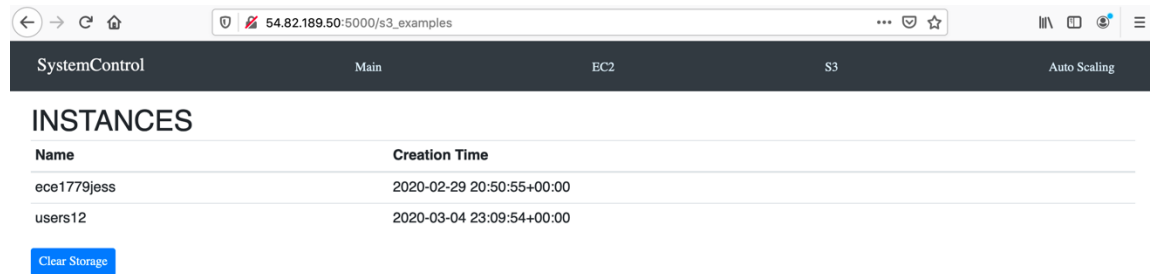 54.82.189.50:5000/s3_examples
SystemControl Main EC2 S3 Auto Scaling
INSTANCES
Name Creation Time
ece1779jess 2020-02-29 20:50:55+00:00
users12 2020-03-04 23:09:54+00:00
Clear Storage